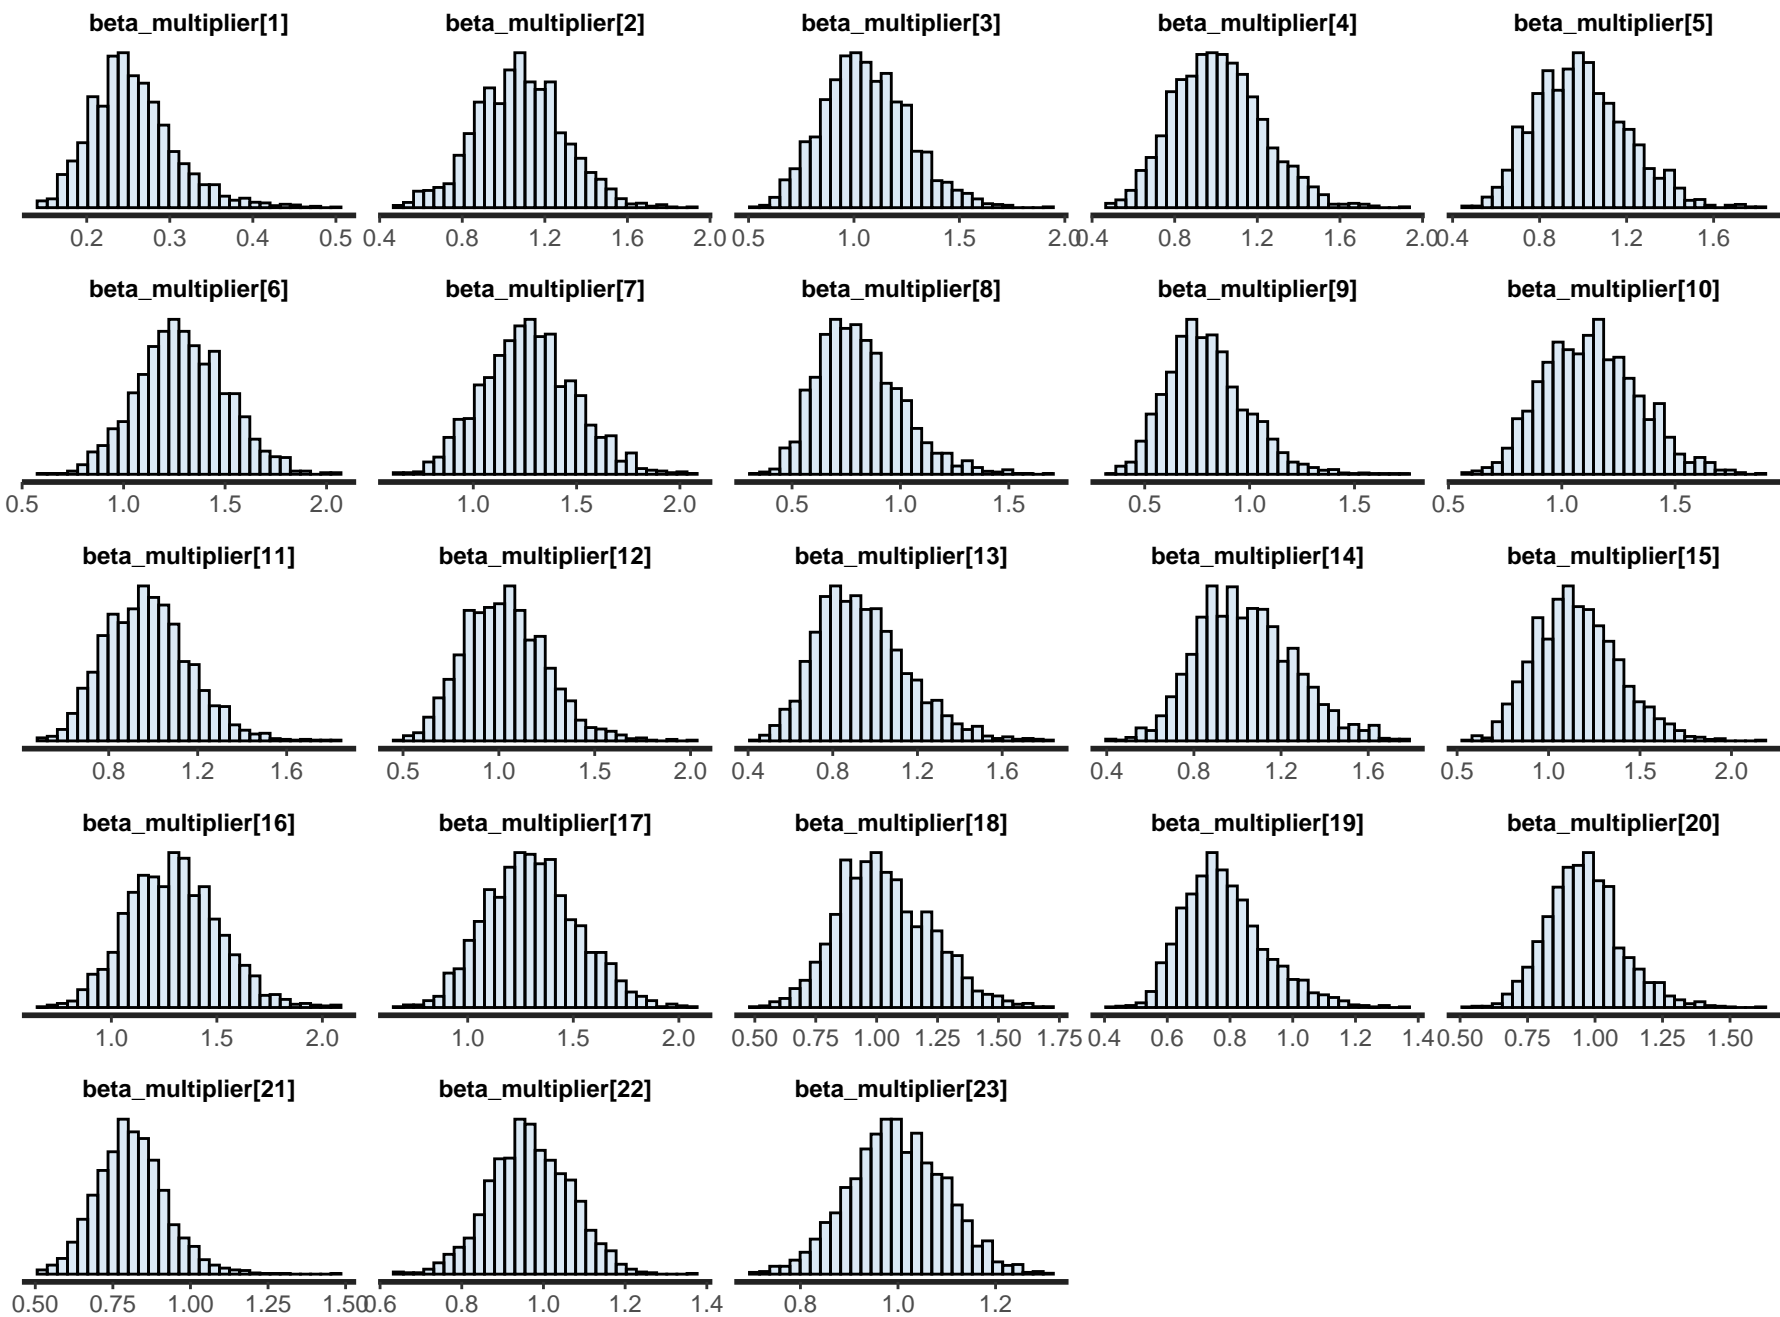 beta_multiplier[1] beta_multiplier[2] beta_multiplier[3] beta_multiplier[4] beta_multiplier[5]
0.2 0.3 0.4 0.5 0.4 0.8 1.2 1.6 2.0 0.5 1.0 1.5 2.0 0.4 0.8 1.2 1.6 2.0 0.4 0.8 1.2 1.6
beta_multiplier[6] beta_multiplier[7] beta_multiplier[8] beta_multiplier[9] beta_multiplier[10]
0.5 1.0 1.5 2.0 1.0 1.5 2.0 0.5 1.0 1.5 0.5 1.0 1.5 0.5 1.0 1.5
beta_multiplier[11] beta_multiplier[12] beta_multiplier[13] beta_multiplier[14] beta_multiplier[15]
0.8 1.2 1.6 0.5 1.0 1.5 2.0 0.4 0.8 1.2 1.6 0.4 0.8 1.2 1.6 0.5 1.0 1.5 2.0
beta_multiplier[16] beta_multiplier[17] beta_multiplier[18] beta_multiplier[19] beta_multiplier[20]
1.0 1.5 2.0 1.0 1.5 2.0 0.50 0.75 1.00 1.25 1.50 1.75 0.4 0.6 0.8 1.0 1.2 1.4 0.50 0.75 1.00 1.25 1.50
beta_multiplier[21] beta_multiplier[22] beta_multiplier[23]
0.50 0.75 1.00 1.25 1.50 0.6 0.8 1.0 1.2 1.4 0.8 1.0 1.2